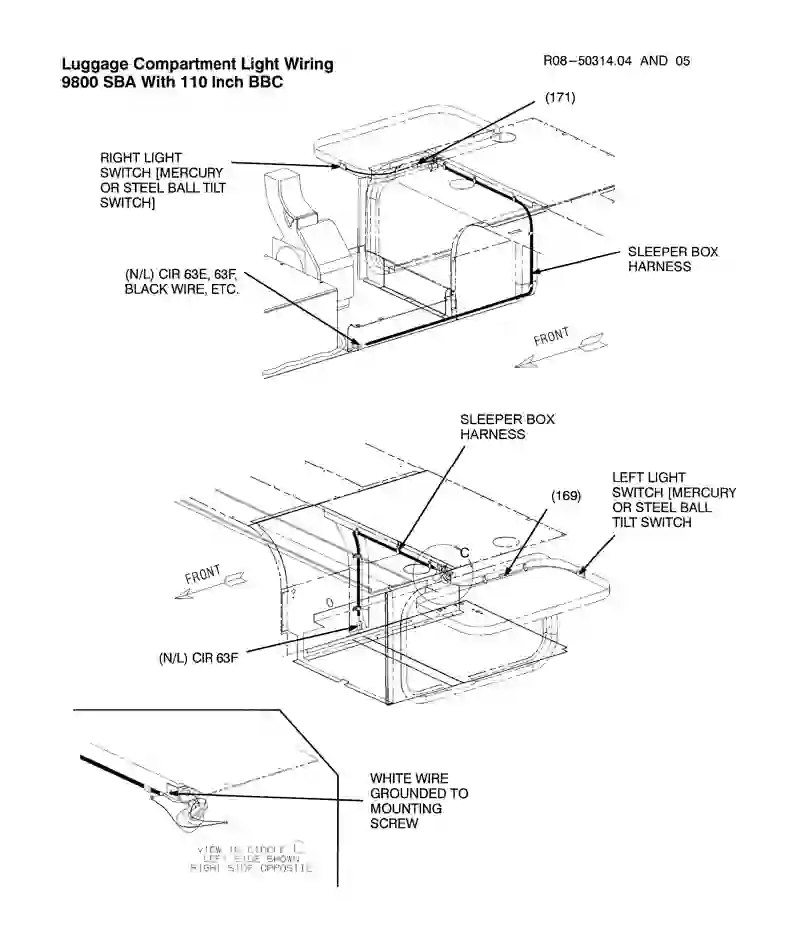 Luggage Compartment Light Wiring
9800 SBA With 110 Inch BBC
R08-50314.04 AND 05
(171)
RIGHT LIGHT
SWITCH [MERCURY
OR STEEL BALL TILT
SWITCH]
SLEEPER BOX
HARNESS
(N/L) CIR 63E, 63F,
BLACK WIRE, ETC.
FRONT
SLEEPER BOX
HARNESS
LEFT LIGHT
SWITCH [MERCURY
OR STEEL BALL
TILT SWITCH
(169)
C
FRONT
(N/L) CIR 63F
WHITE WIRE
GROUNDED TO
MOUNTING
SCREW
VIEW IN CIRCLE C
LEFT SIDE SHOWN
RIGHT SIDE OPPOSITE